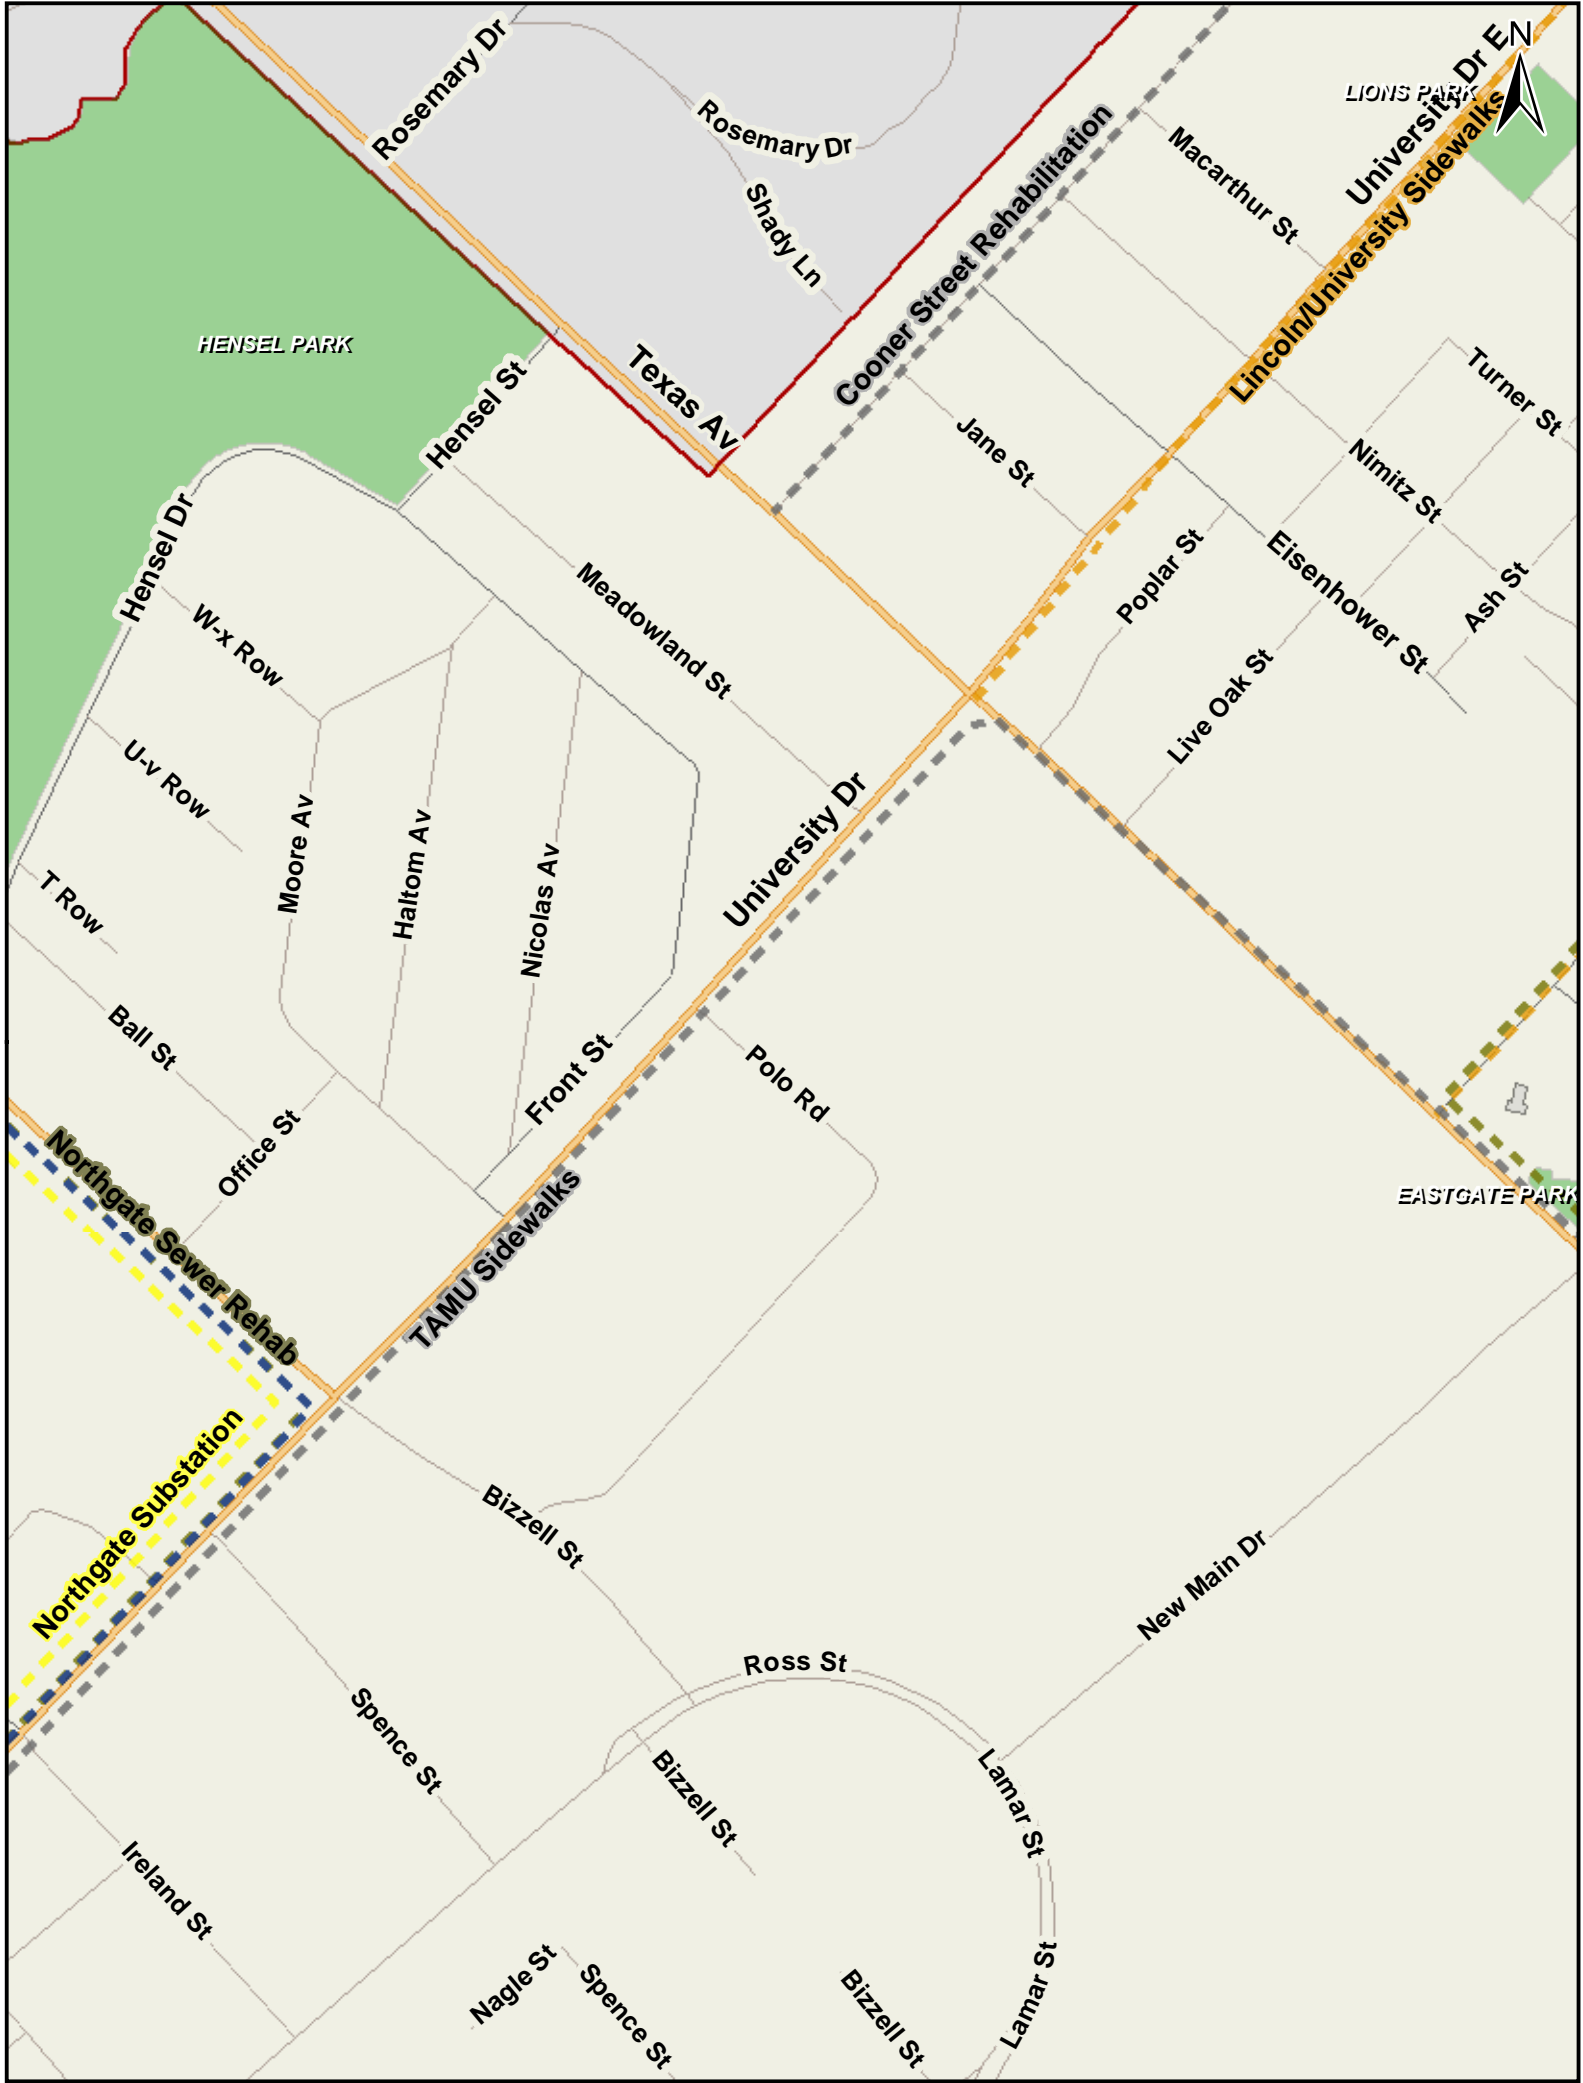 Rosemary Dr
University Dr E
N
LIONS PARK
Rosemary Dr
Macarthur St
Cooner Street Rehabilitation
Lincoln/University Sidewalks
Shady Ln
HENSEL PARK
Texas Av
Hensel St
Turner St
Jane St
Nimitz St
Hensel Dr
Poplar St
Eisenhower St
Ash St
Meadowland St
W-x Row
Live Oak St
U-v Row
University Dr
Moore Av
Haltom Av
Nicolas Av
T Row
Ball St
Front St
Polo Rd
Office St
EASTGATE PARK
Northgate Sewer Rehab
TAMU Sidewalks
Northgate Substation
Bizzell St
New Main Dr
Ross St
Spence St
Bizzell St
Lamar St
Ireland St
Nagle St
Spence St
Bizzell St
Lamar St